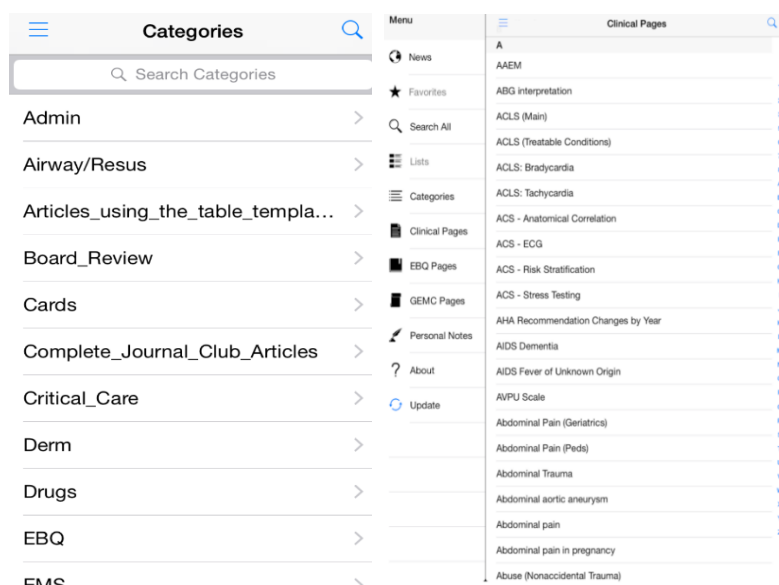 Categories
Search Categories
Admin
Airway/Resus
Articles_using_the_table_templa...
Board_Review
Cards
Complete_Journal_Club_Articles
Critical_Care
Derm
Drugs
EBQ
EMS
Menu
News
Favorites
Search All
Lists
Categories
Clinical Pages
EBQ Pages
GEMC Pages
Personal Notes
? About
Update
Clinical Pages
A
AAEM
ABG interpretation
ACLS (Main)
ACLS (Treatable Conditions)
ACLS: Bradycardia
ACLS: Tachycardia
ACS - Anatomical Correlation
ACS - ECG
ACS - Risk Stratification
ACS - Stress Testing
AHA Recommendation Changes by Year
AIDS Dementia
AIDS Fever of Unknown Origin
AVPU Scale
Abdominal Pain (Geriatrics)
Abdominal Pain (Peds)
Abdominal Trauma
Abdominal aortic aneurysm
Abdominal pain
Abdominal pain in pregnancy
Abuse (Nonaccidental Trauma)